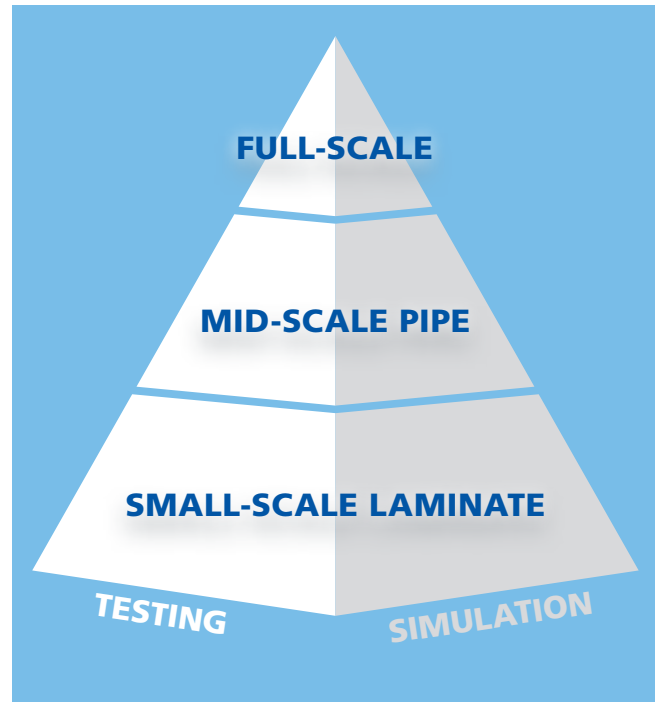 FULL-SCALE
MID-SCALE PIPE
SMALL-SCALE LAMINATE
TESTING
SIMULATION